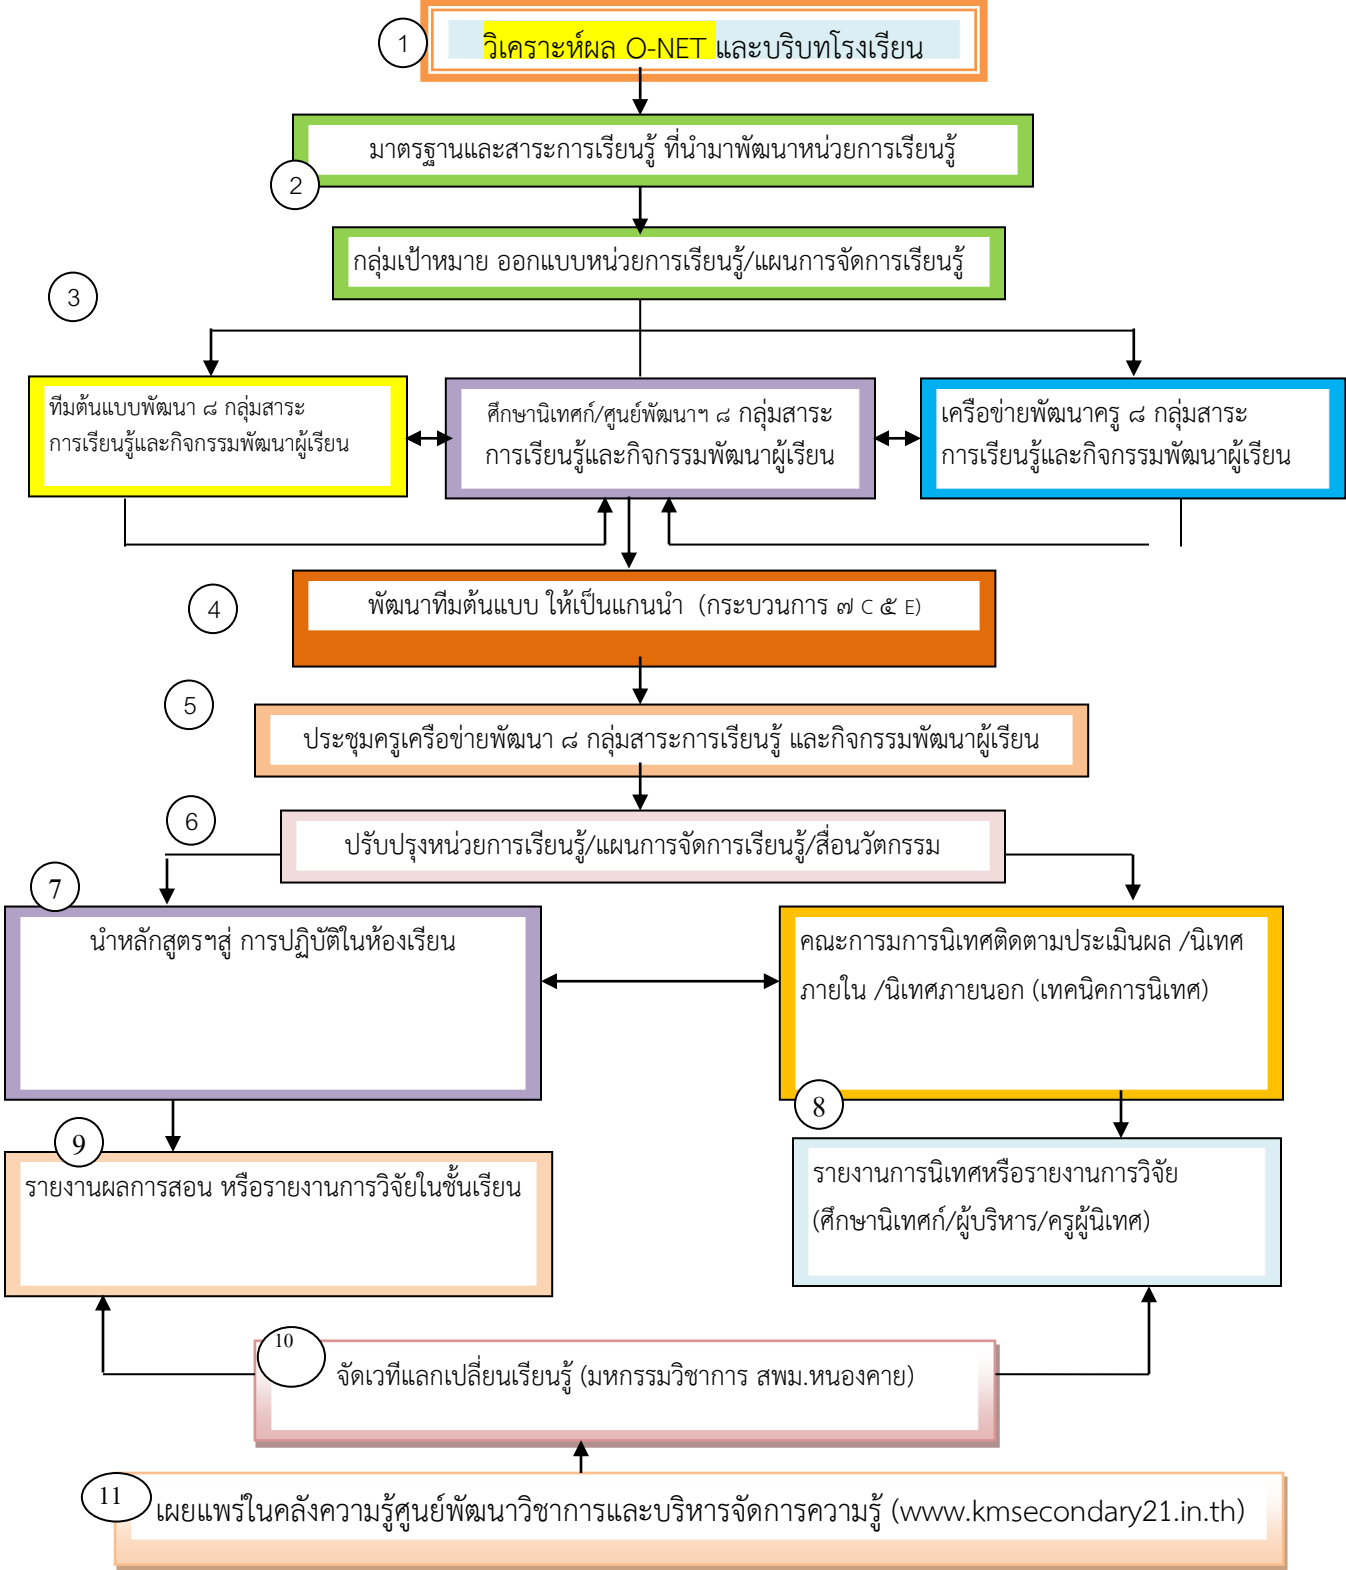 1
วิเคราะห์ผล O-NET และบริบทโรงเรียน
มาตรฐานและสาระการเรียนรู้ ที่นำมาพัฒนาหน่วยการเรียนรู้
2
กลุ่มเป้าหมาย ออกแบบหน่วยการเรียนรู้/แผนการจัดการเรียนรู้
3
ทีมต้นแบบพัฒนา ๘ กลุ่มสาระ
การเรียนรู้และกิจกรรมพัฒนาผู้เรียน
ศึกษานิเทศก์/ศูนย์พัฒนาฯ ๘ กลุ่มสาระ
การเรียนรู้และกิจกรรมพัฒนาผู้เรียน
เครือข่ายพัฒนาครู ๘ กลุ่มสาระ
การเรียนรู้และกิจกรรมพัฒนาผู้เรียน
4
พัฒนาทีมต้นแบบ ให้เป็นแกนนำ (กระบวนการ ๗ C ๕ E)
5
ประชุมครูเครือข่ายพัฒนา ๘ กลุ่มสาระการเรียนรู้ และกิจกรรมพัฒนาผู้เรียน
6
ปรับปรุงหน่วยการเรียนรู้/แผนการจัดการเรียนรู้/สื่อนวัตกรรม
7
นำหลักสูตรฯสู่ การปฏิบัติในห้องเรียน
คณะการมการนิเทศติดตามประเมินผล /นิเทศ
ภายใน /นิเทศภายนอก (เทคนิคการนิเทศ)
8
9
รายงานผลการสอน หรือรายงานการวิจัยในชั้นเรียน
รายงานการนิเทศหรือรายงานการวิจัย
(ศึกษานิเทศก์/ผู้บริหาร/ครูผู้นิเทศ)
10
จัดเวทีแลกเปลี่ยนเรียนรู้ (มหกรรมวิชาการ สพม.หนองคาย)
11
เผยแพร่ในคลังความรู้ศูนย์พัฒนาวิชาการและบริหารจัดการความรู้ (www.kmsecondary21.in.th)